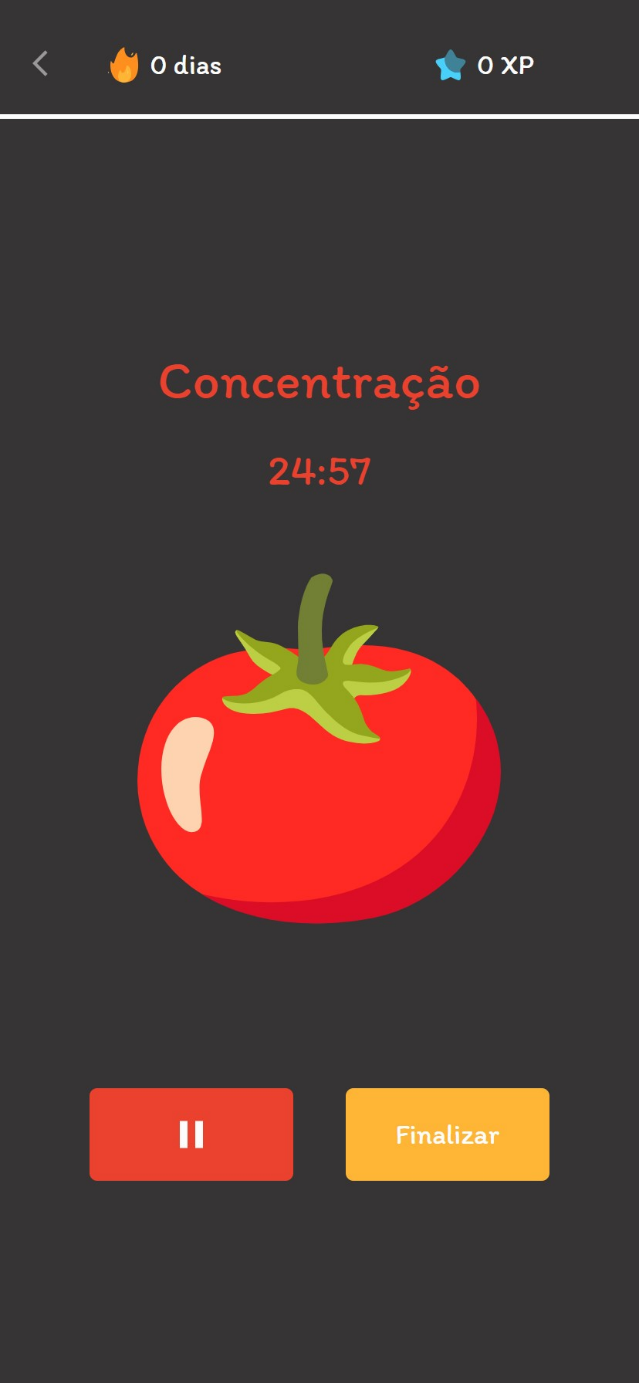 0 dias
0 XP
Concentração
24:57
Finalizar